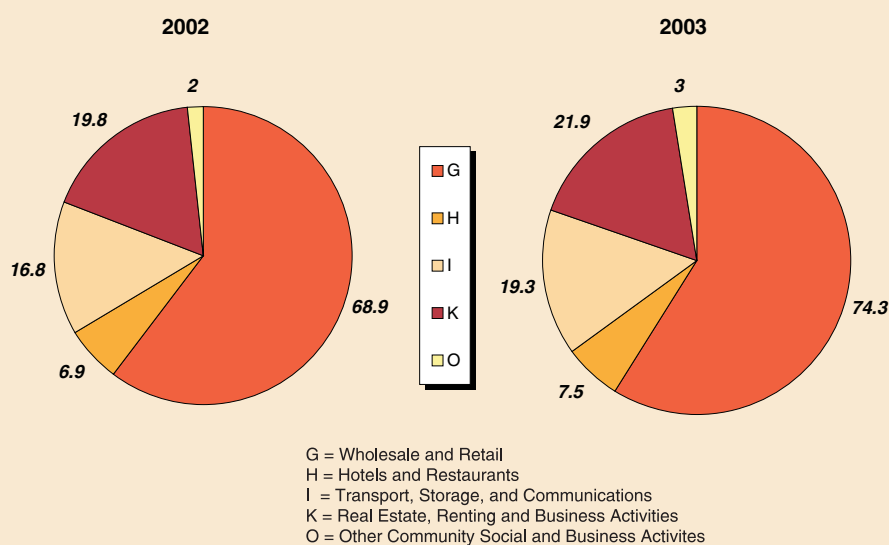 2002
2003
2
3
19.8
21.9
G
H
I
K
O
16.8
19.3
68.9
74.3
6.9
7.5
G = Wholesale and Retail
H = Hotels and Restaurants
I = Transport, Storage, and Communications
K = Real Estate, Renting and Business Activities
O = Other Community Social and Business Activites